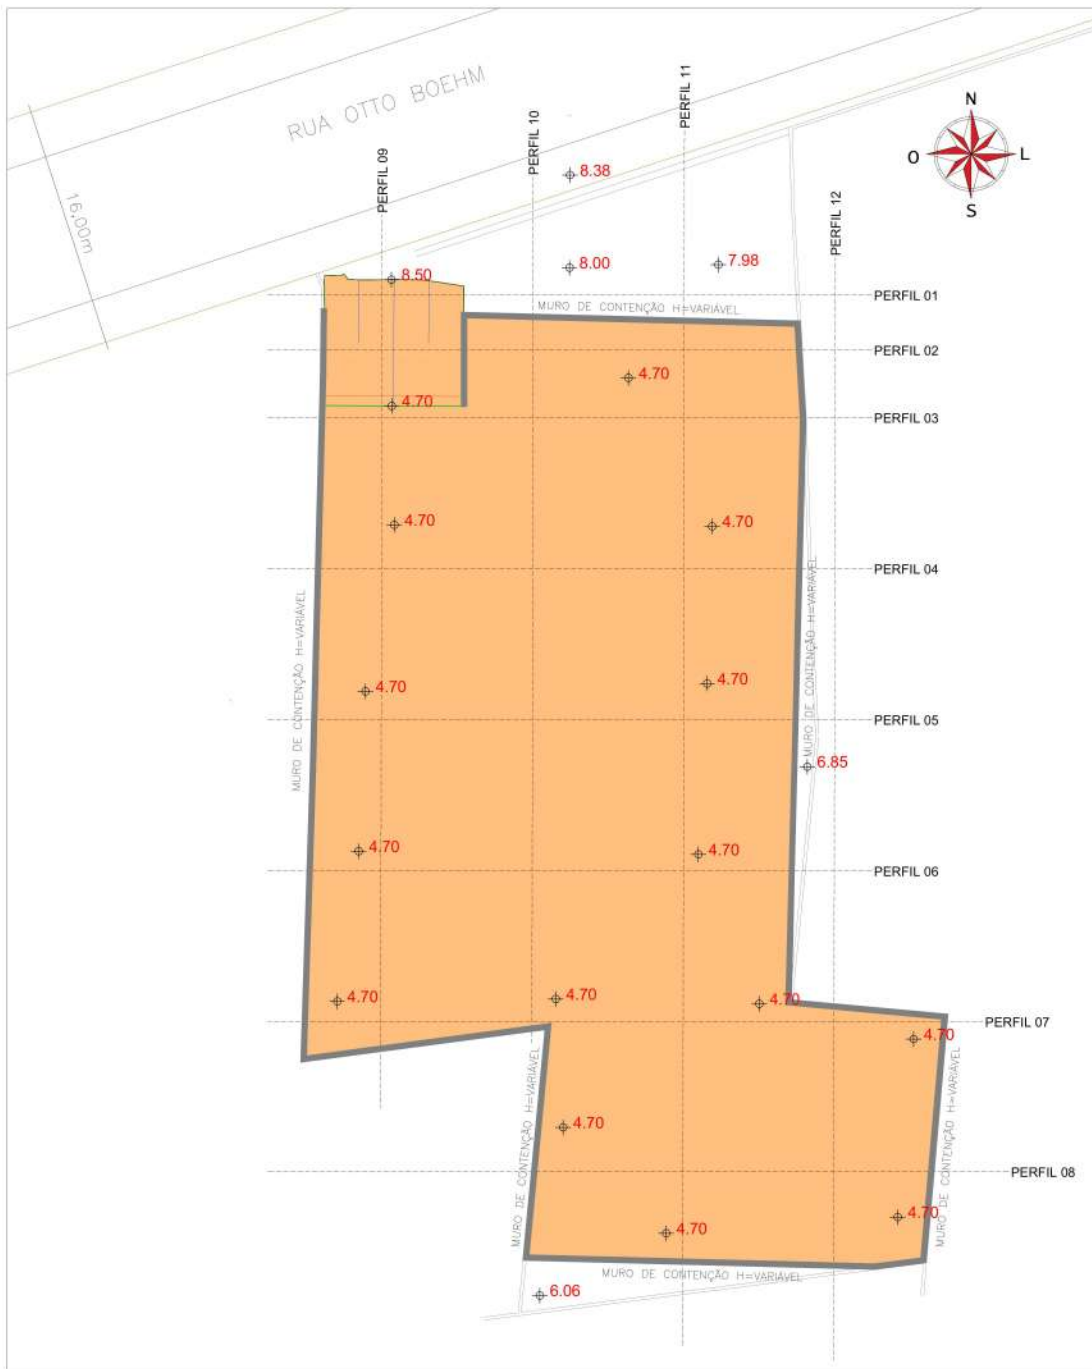 RUA OTTO BOEHM
16,00m
PERFIL 09
PERFIL 10
PERFIL 11
PERFIL 12
N
O
L
S
8.38
8.00
7.98
8.50
PERFIL 01
MURO DE CONTENÇÃO H=VARIÁVEL
PERFIL 02
4.70
4.70
PERFIL 03
4.70
4.70
PERFIL 04
MURO DE CONTENÇÃO H=VARIÁVEL
MURO DE CONTENÇÃO H=VARIÁVEL
4.70
4.70
PERFIL 05
6.85
4.70
4.70
PERFIL 06
4.70
4.70
4.70
PERFIL 07
4.70
MURO DE CONTENÇÃO H=VARIÁVEL
MURO DE CONTENÇÃO H=VARIÁVEL
4.70
PERFIL 08
4.70
4.70
MURO DE CONTENÇÃO H=VARIÁVEL
6.06